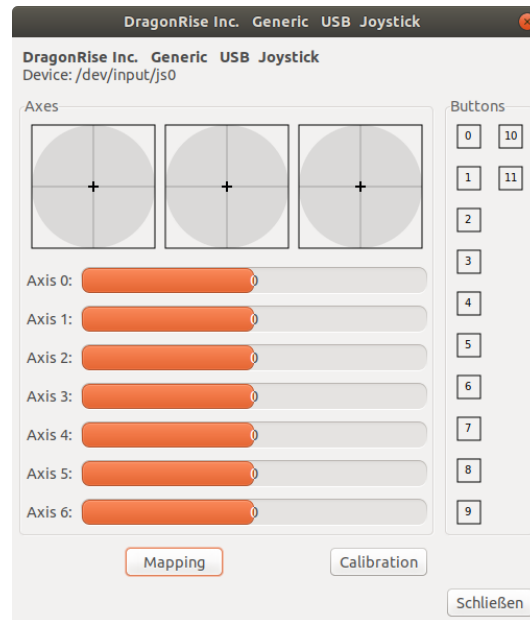 DragonRise Inc. Generic USB Joystick
DragonRise Inc. Generic USB Joystick
Device: /dev/input/js0
Axes
Axis 0: 0
Axis 1: 0
Axis 2: 0
Axis 3: 0
Axis 4: 0
Axis 5: 0
Axis 6: 0
Mapping Calibration
Buttons
0 10
1 11
2
3
4
5
6
7
8
9
Schließen